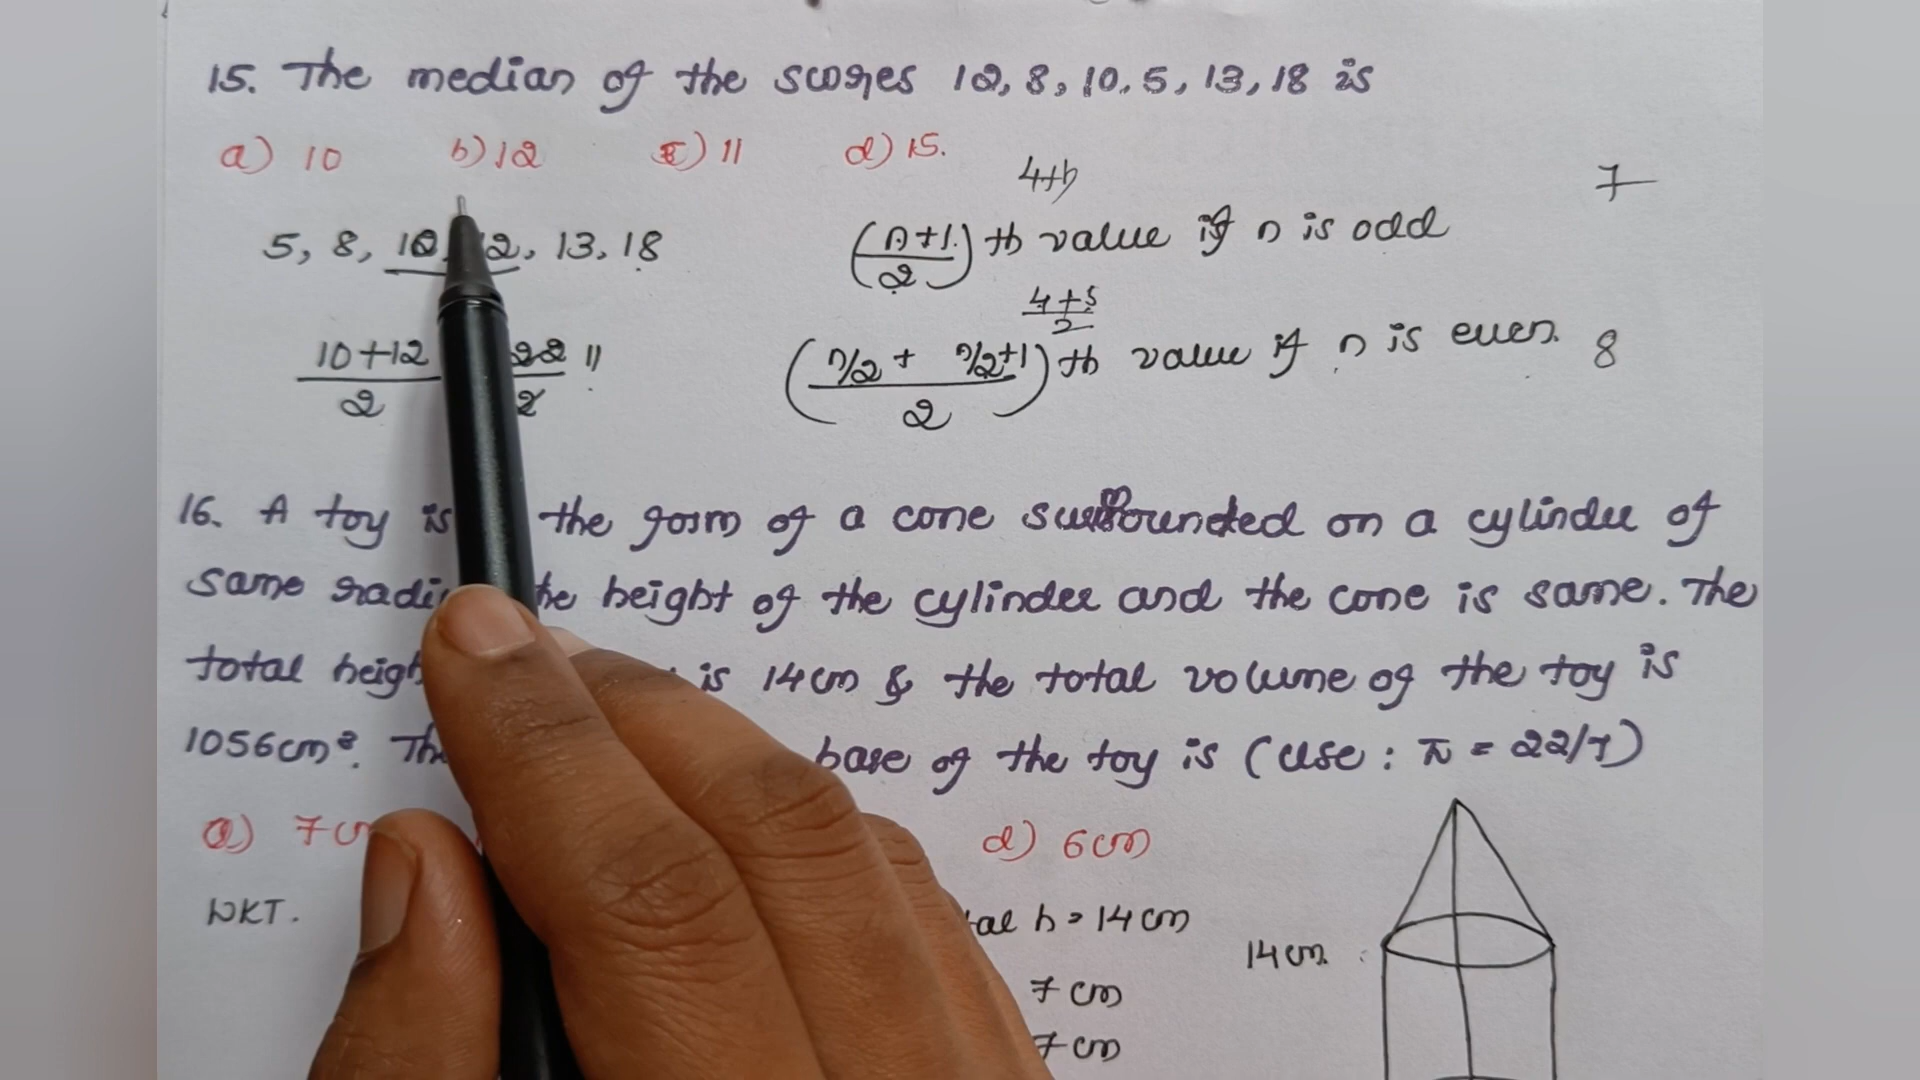 15. The median of the scores 12, 8, 10, 5, 13, 18 is
a) 10 b) 12 c) 11 d) 15.
4th
7
5, 8, 10, 12, 13, 18
(n+1/2)th value if n is odd
4+5/2
10+12/2 22/2 11
(n/2 + n/2+1/2)th value if n is even. 8
16. A toy is the form of a cone surmounted on a cylinder of
same the height of the cylinder and the cone is same. The
total is 14cm & the total volume of the toy is
1056cm³. base of the toy is (Use: π = 22/7)
a) 7 d) 6cm
WKT. h = 14cm
14cm
7cm
7cm